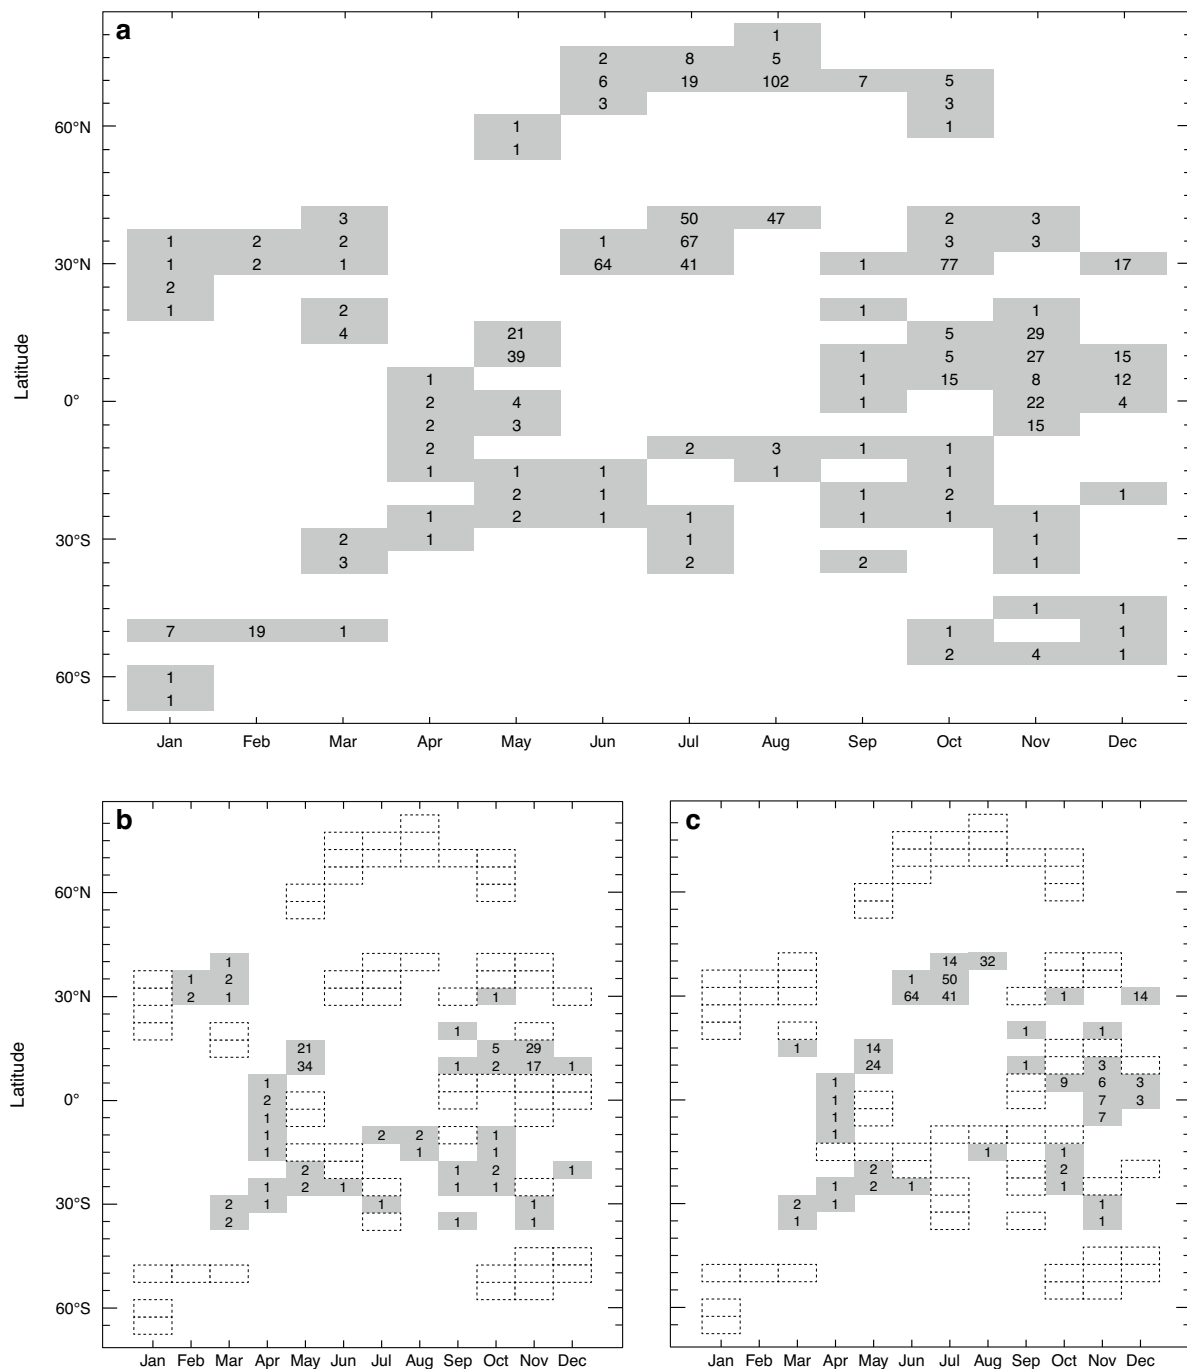 a
1
2 8 5
6 19 102 7 5
3 3
60°N 1 1
1
3 50 47 2 3
1 2 2 1 67 3 3
30°N 1 2 1 64 41 1 77 17
2
1 2 1 1
4 21 5 29
39 1 5 27 15
1 1 15 8 12
0° 2 4 1 22 4
2 3 15
2 2 3 1 1
1 1 1 1 1
2 1 1 2 1
1 2 1 1 1 1 1
30°S 2 1 1 1
3 2 2 1
1 1
7 19 1 1 1
2 4 1
60°S 1
1
Latitude
Jan Feb Mar Apr May Jun Jul Aug Sep Oct Nov Dec
b
60°N
1
1 2
30°N 2 1 1
1
21 5 29
34 1 2 17 1
1
0° 2
1
1 2 2 1
1 1 1
2 1 2 1
1 2 1 1 1
30°S 2 1 1 1
2 1 1
60°S
Latitude
Jan Feb Mar Apr May Jun Jul Aug Sep Oct Nov Dec
c
14 32
1 50
64 41 1 14
1 1
1 14
24 1 3
1 9 6 3
1 7 3
1 7
1
1 1
2 2
1 2 1 1
2 1 1
1 1
Jan Feb Mar Apr May Jun Jul Aug Sep Oct Nov Dec